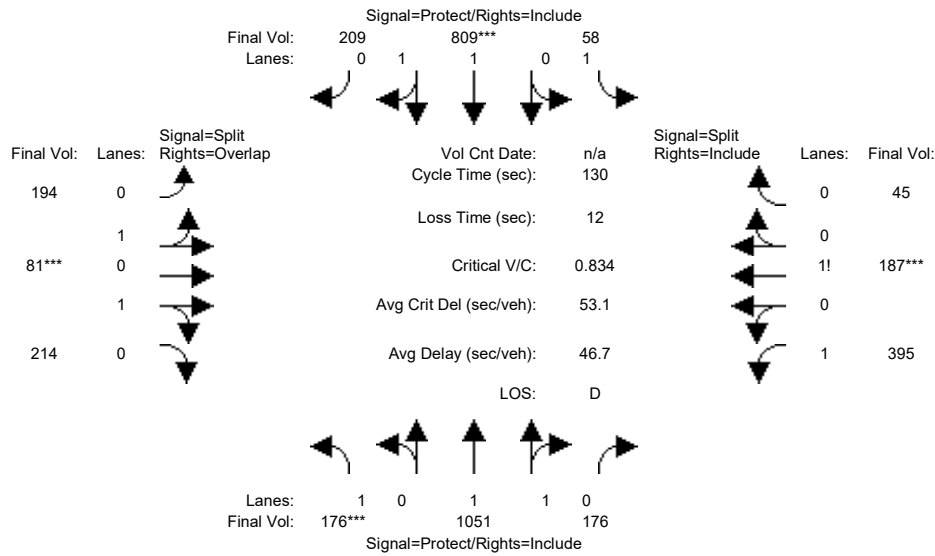 Signal=Protect/Rights=Include
Final Vol: 209 809*** 58
Lanes: 0 1 1 0 1
Signal=Split
Final Vol: Lanes: Rights=Overlap
Vol Cnt Date: n/a
Signal=Split
Rights=Include Lanes: Final Vol:
Cycle Time (sec): 130
194 0
0 45
Loss Time (sec): 12
1
0
81*** 0
Critical V/C: 0.834
1! 187***
1
Avg Crit Del (sec/veh): 53.1
0
214 0
Avg Delay (sec/veh): 46.7
1 395
LOS: D
Lanes: 1 0 1 1 0
Final Vol: 176*** 1051 176
Signal=Protect/Rights=Include